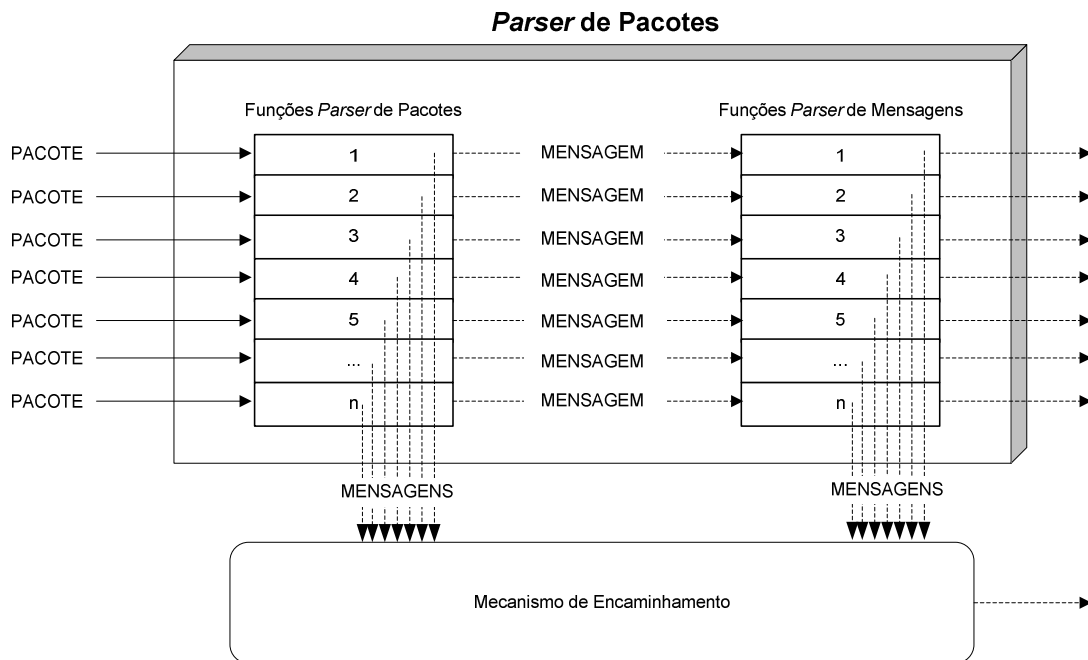 Parser de Pacotes
Funções Parser de Pacotes
Funções Parser de Mensagens
PACOTE
1
MENSAGEM
1
PACOTE
2
MENSAGEM
2
PACOTE
3
MENSAGEM
3
PACOTE
4
MENSAGEM
4
PACOTE
5
MENSAGEM
5
PACOTE
...
MENSAGEM
...
PACOTE
n
MENSAGEM
n
MENSAGENS
MENSAGENS
Mecanismo de Encaminhamento